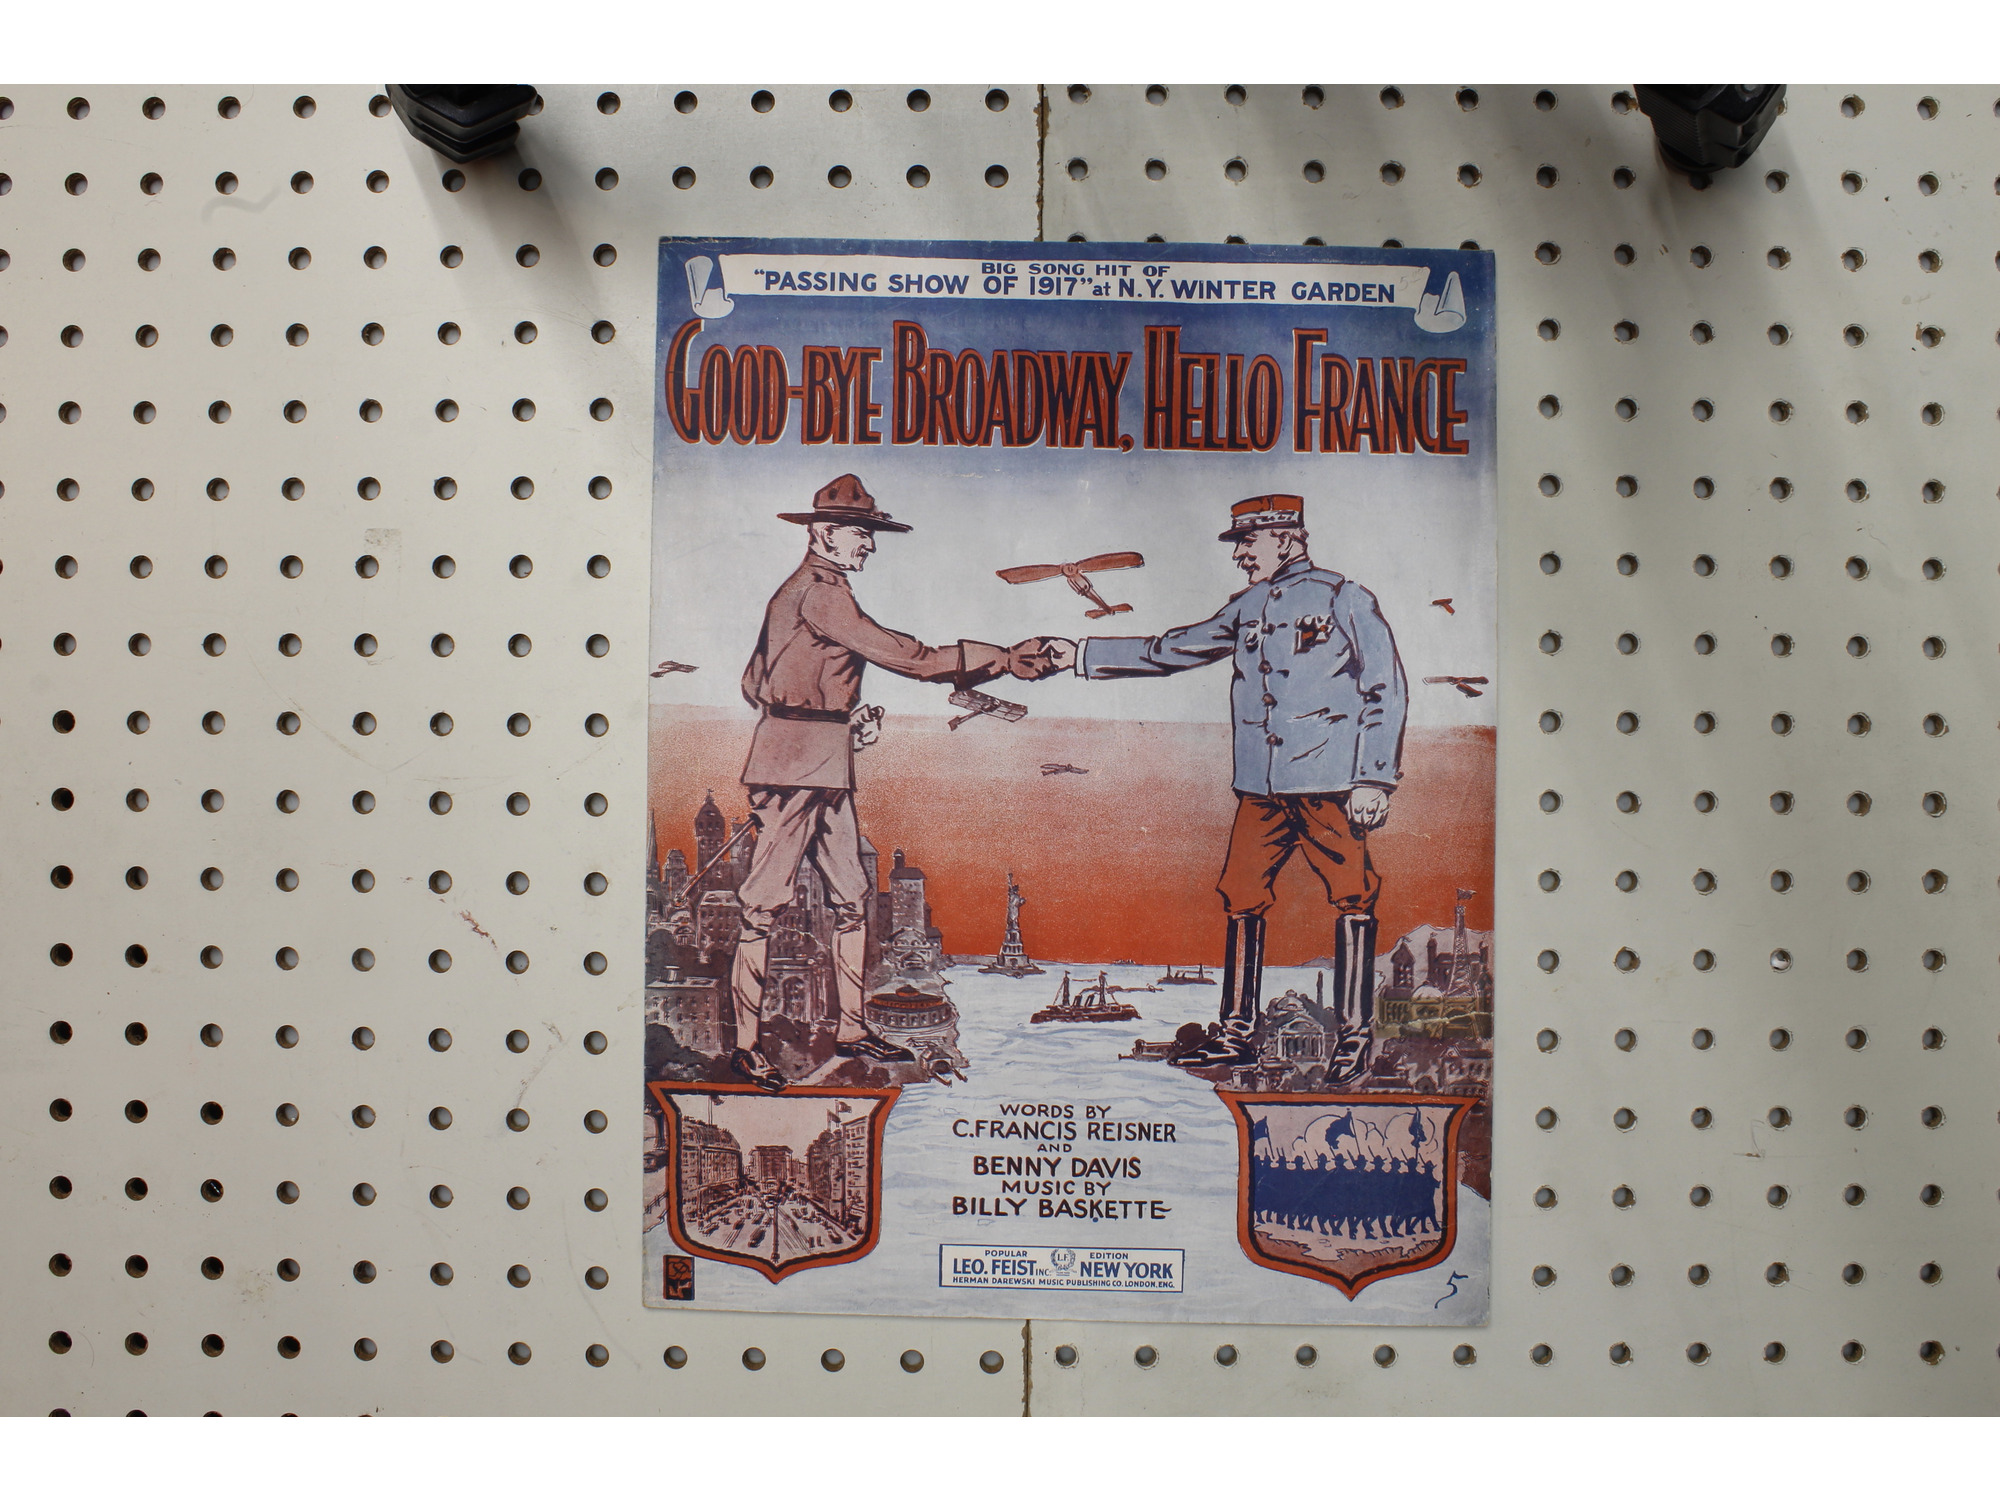 BIG SONG HIT OF
"PASSING SHOW OF 1917" at N.Y. WINTER GARDEN
GOOD-BYE BROADWAY, HELLO FRANCE
WORDS BY
C. FRANCIS REISNER
AND
BENNY DAVIS
MUSIC BY
BILLY BASKETTE
POPULAR L.F. EDITION
LEO. FEIST INC. NEW YORK
HERMAN DAREWSKI MUSIC PUBLISHING CO. LONDON, ENG.
5